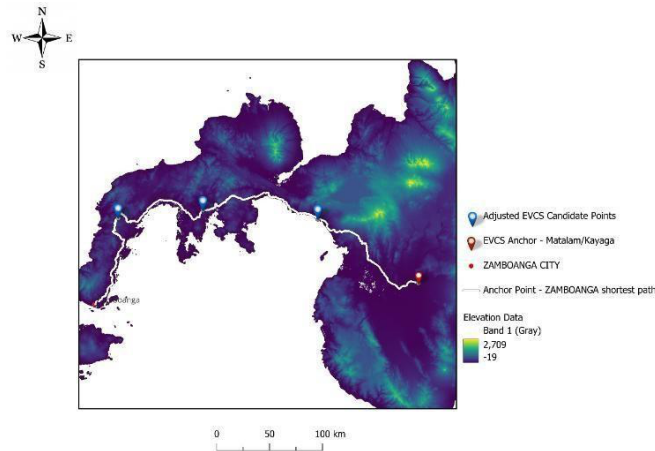 N
W E
S
Adjusted EVCS Candidate Points
EVCS Anchor - Matalam/Kayaga
ZAMBOANGA CITY
Anchor Point - ZAMBOANGA shortest path
Elevation Data
Band 1 (Gray)
2,709
-19
0 50 100 km